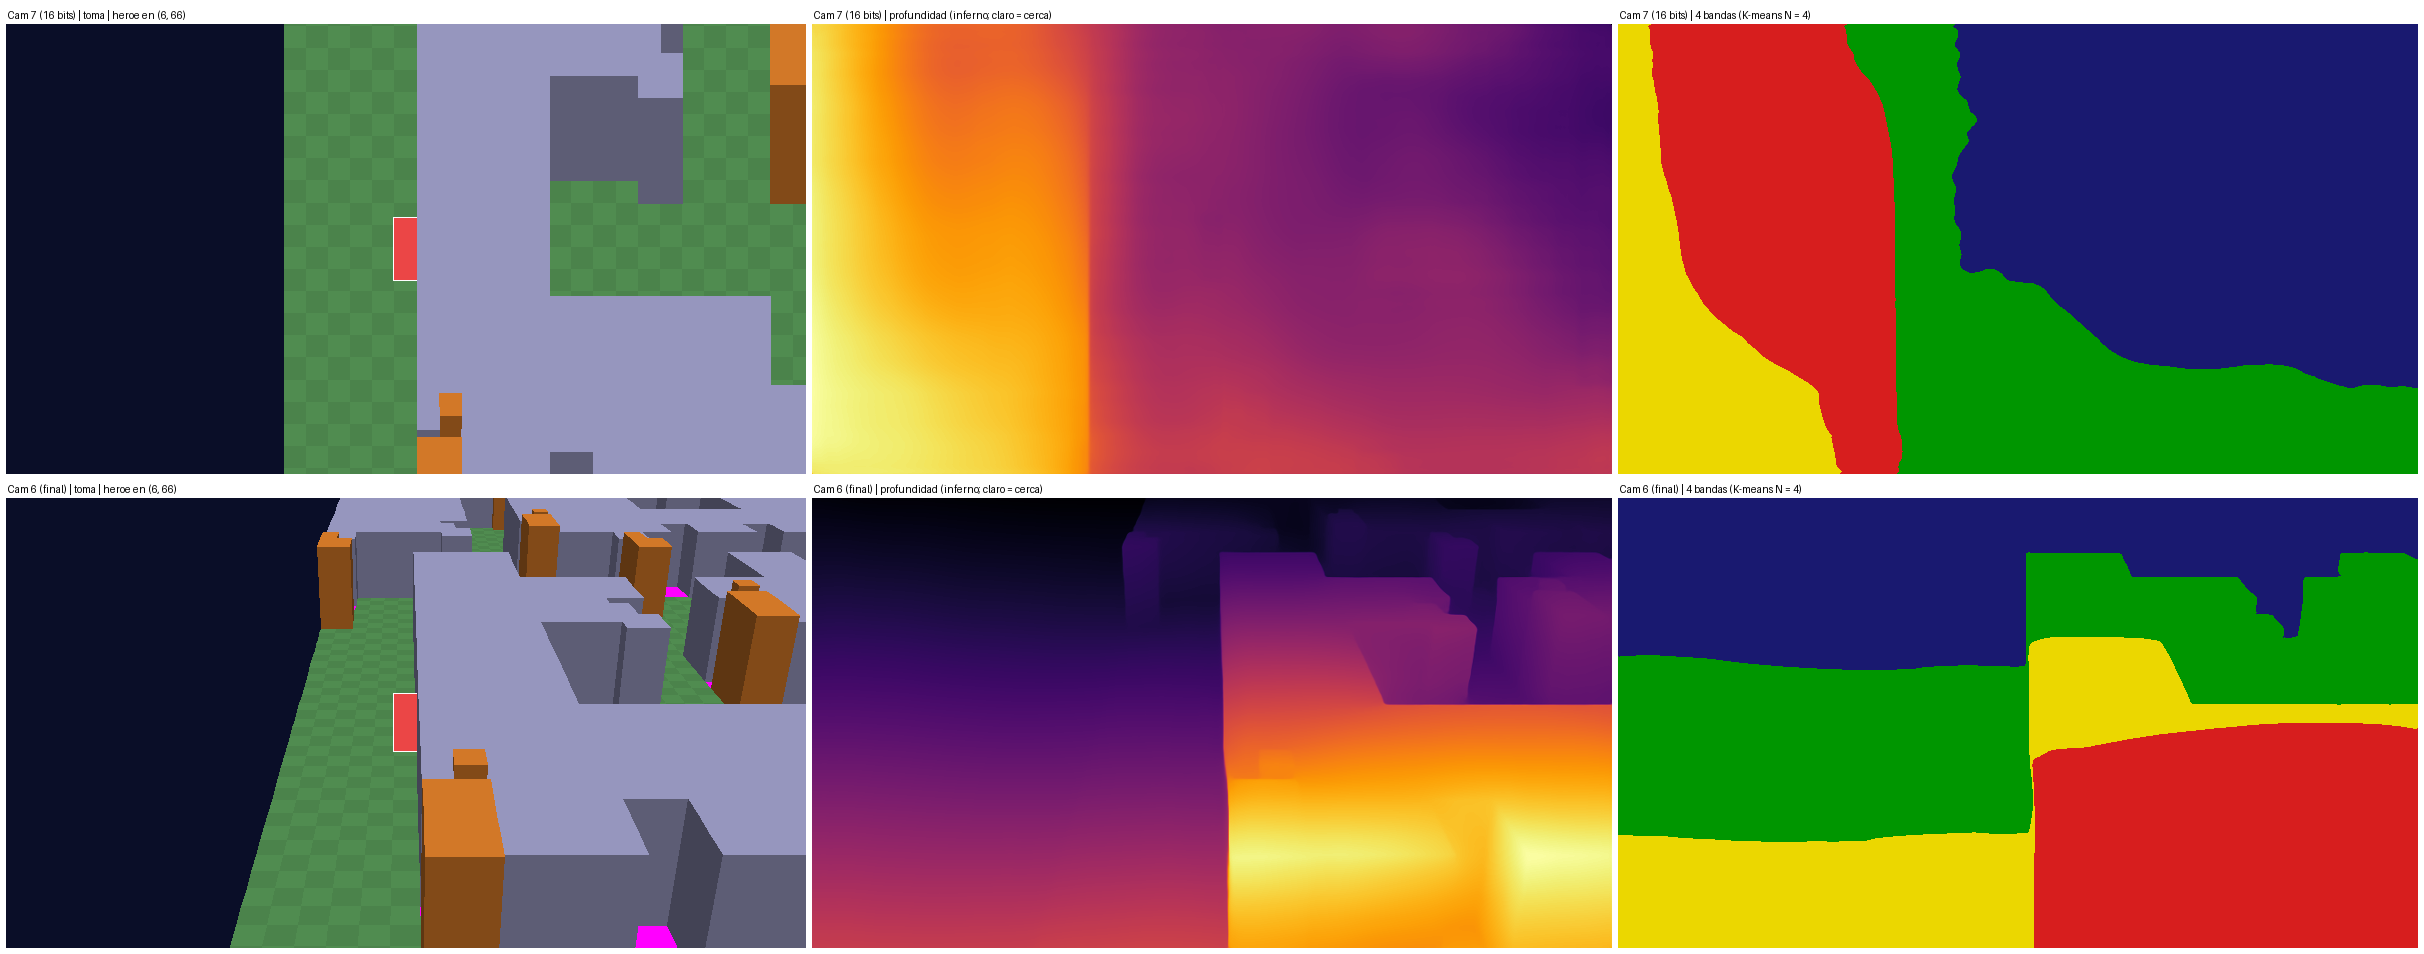 Cam 7 (16 bits) | toma | heroe en (6, 66)
Cam 7 (16 bits) | profundidad (inferno; claro = cerca)
Cam 7 (16 bits) | 4 bandas (K-means N = 4)
Cam 6 (final) | toma | heroe en (6, 66)
Cam 6 (final) | profundidad (inferno; claro = cerca)
Cam 6 (final) | 4 bandas (K-means N = 4)